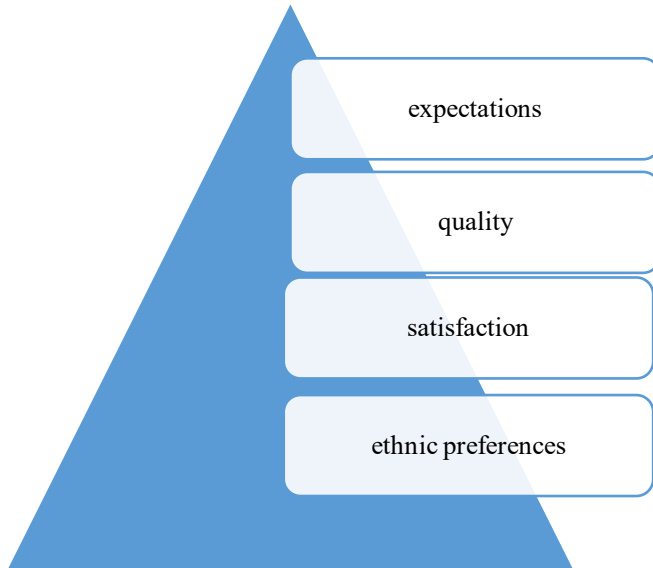 expectations
quality
satisfaction
ethnic preferences